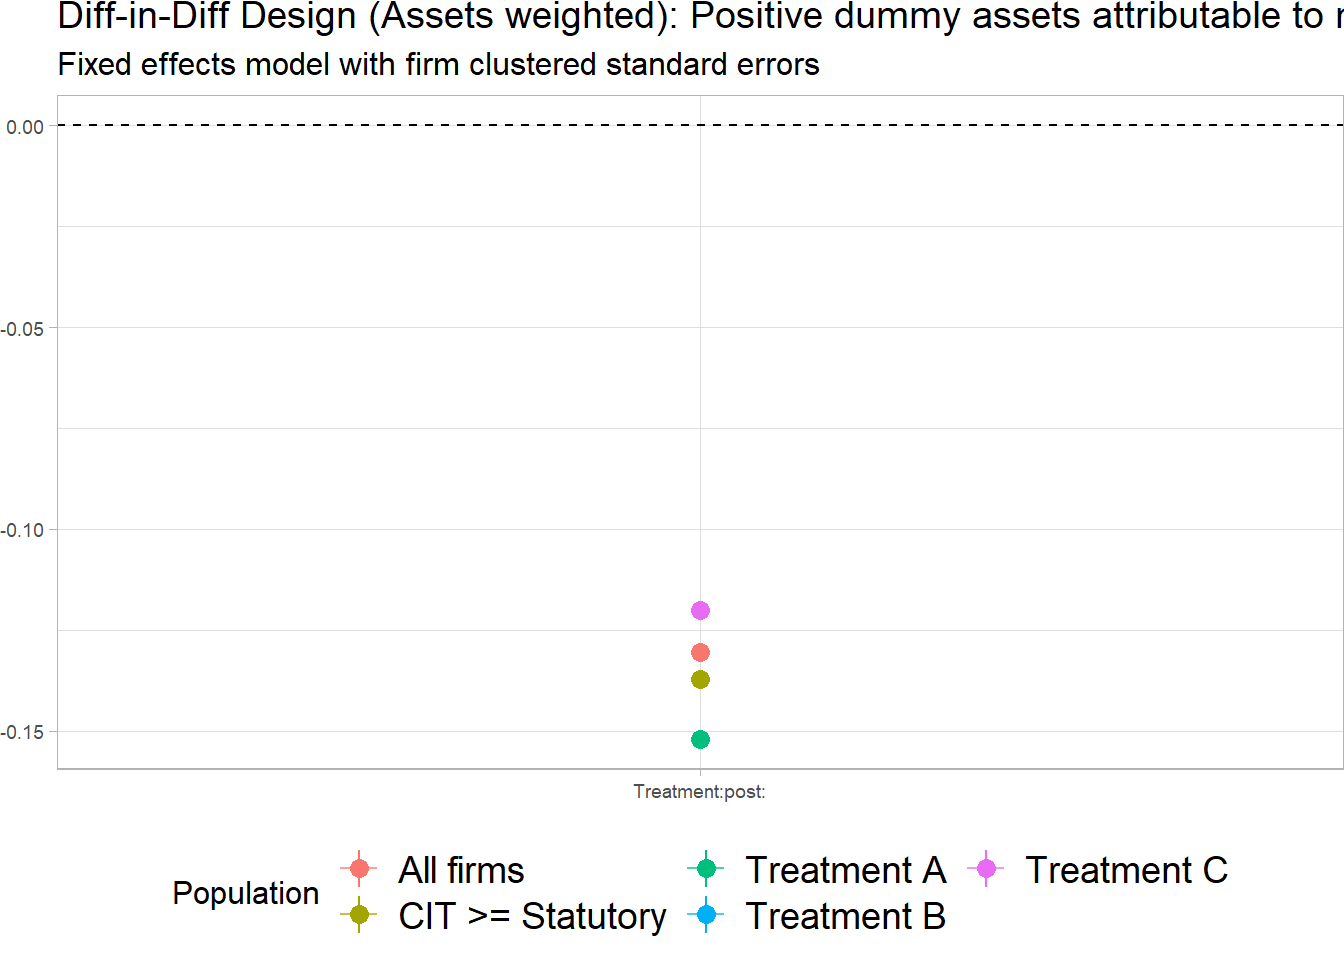 Diff-in-Diff Design (Assets weighted): Positive dummy assets attributable to
Fixed effects model with firm clustered standard errors
0.00
-0.05
-0.10
-0.15
Treatment:post:
Population
All firms
Treatment A
Treatment C
CIT >= Statutory
Treatment B